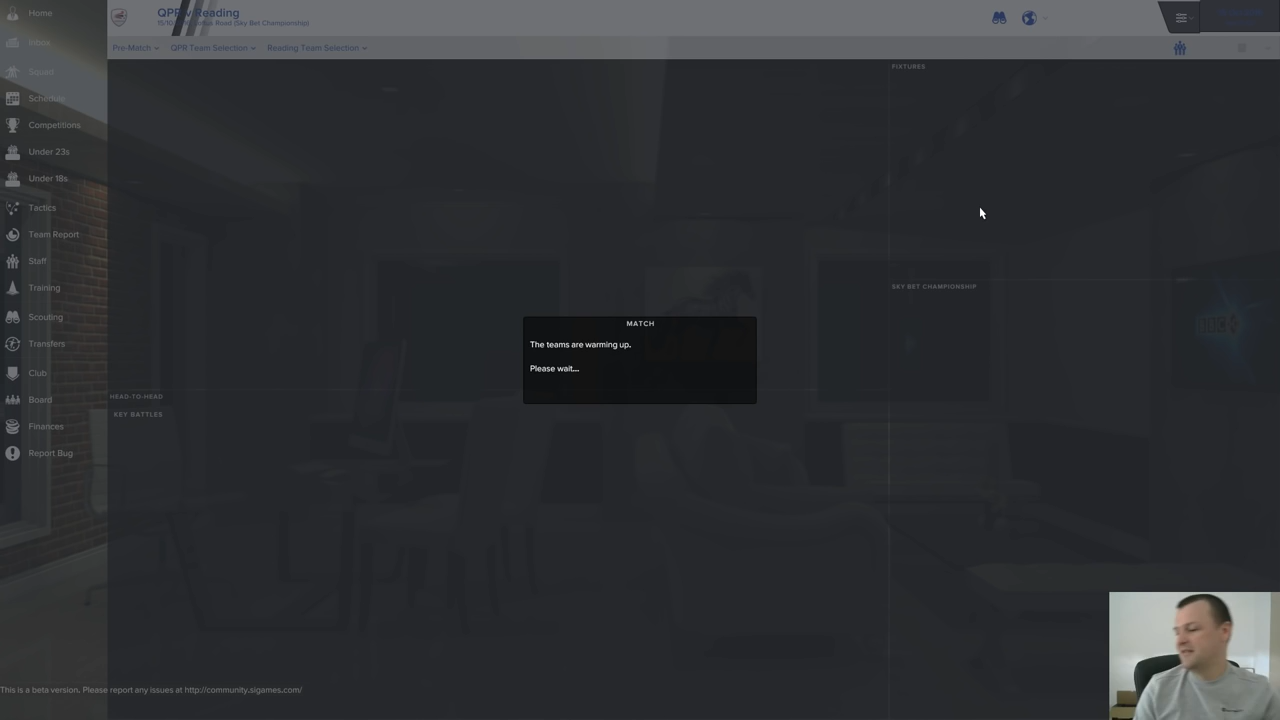 Home
QPR v Reading
Inbox
Pre-Match
QPR Team Selection
Reading Team Selection
FIXTURES
Squad
Schedule
Competitions
Under 23s
Under 18s
Tactics
Team Report
Staff
Training
SKY BET CHAMPIONSHIP
Scouting
MATCH
Transfers
The teams are warming up.
Please wait...
Club
Board
HEAD-TO-HEAD
KEY BATTLES
Finances
Report Bug
This is a beta version. Please report any issues at http://community.sigames.com/